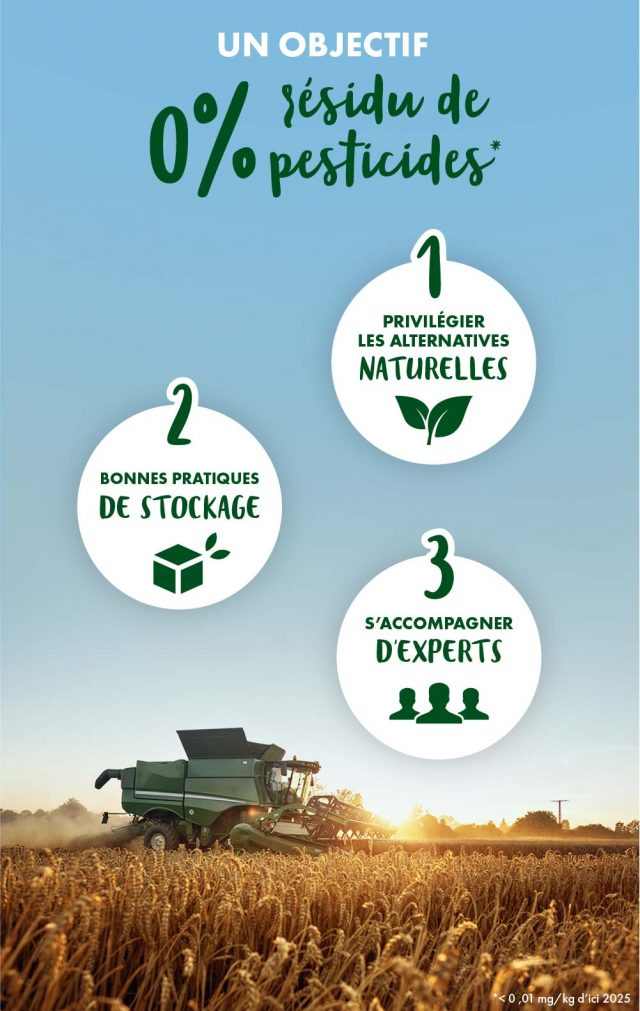 UN OBJECTIF
0% résidu de
pesticides*
1
PRIVILÉGIER
LES ALTERNATIVES
NATURELLES
2
BONNES PRATIQUES
DE STOCKAGE
3
S'ACCOMPAGNER
D'EXPERTS
*< 0 ,01 mg/kg d'ici 2025